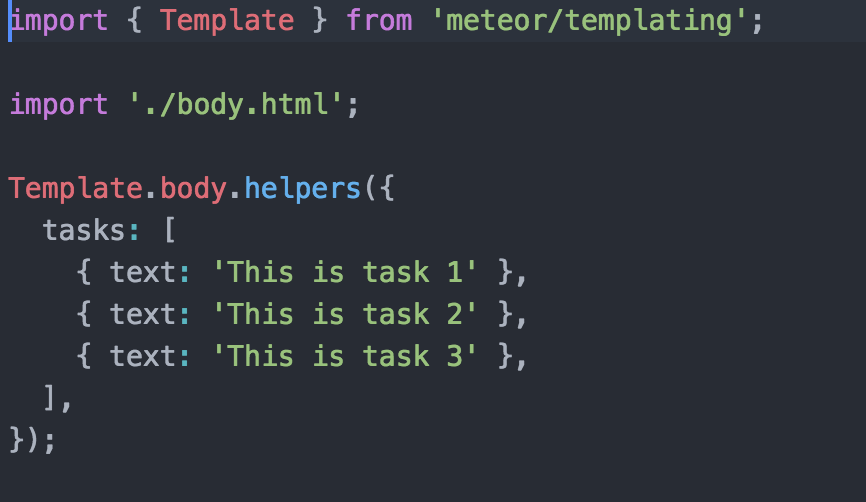 import { Template } from 'meteor/templating';
import './body.html';
Template.body.helpers({
  tasks: [
    { text: 'This is task 1' },
    { text: 'This is task 2' },
    { text: 'This is task 3' },
  ],
});